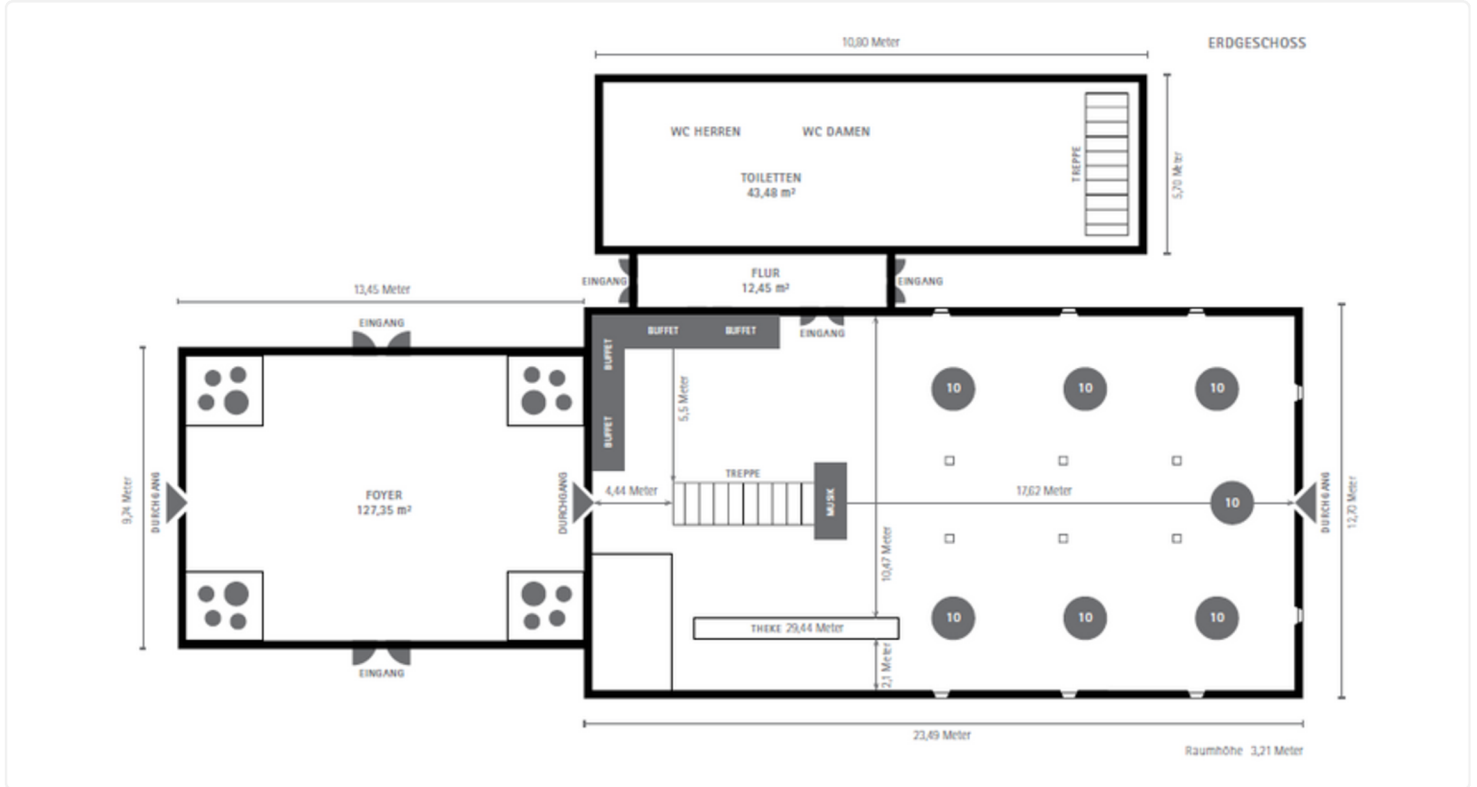 10,80 Meter
ERDGESCHOSS
WC HERREN
WC DAMEN
TREPPE
5,70 Meter
TOILETTEN
43,48 m²
EINGANG
FLUR
12,45 m²
EINGANG
13,45 Meter
EINGANG
BUFFET
BUFFET
EINGANG
BUFFET
BUFFET
5,5 Meter
10
10
10
TREPPE
9,74 Meter
DURCHGANG
FOYER
127,35 m²
DURCHGANG
4,44 Meter
MUSIK
17,62 Meter
10
DURCHGANG
12,70 Meter
10,47 Meter
THEKE 29,44 Meter
10
10
10
2,1 Meter
EINGANG
23,49 Meter
Raumhöhe 3,21 Meter